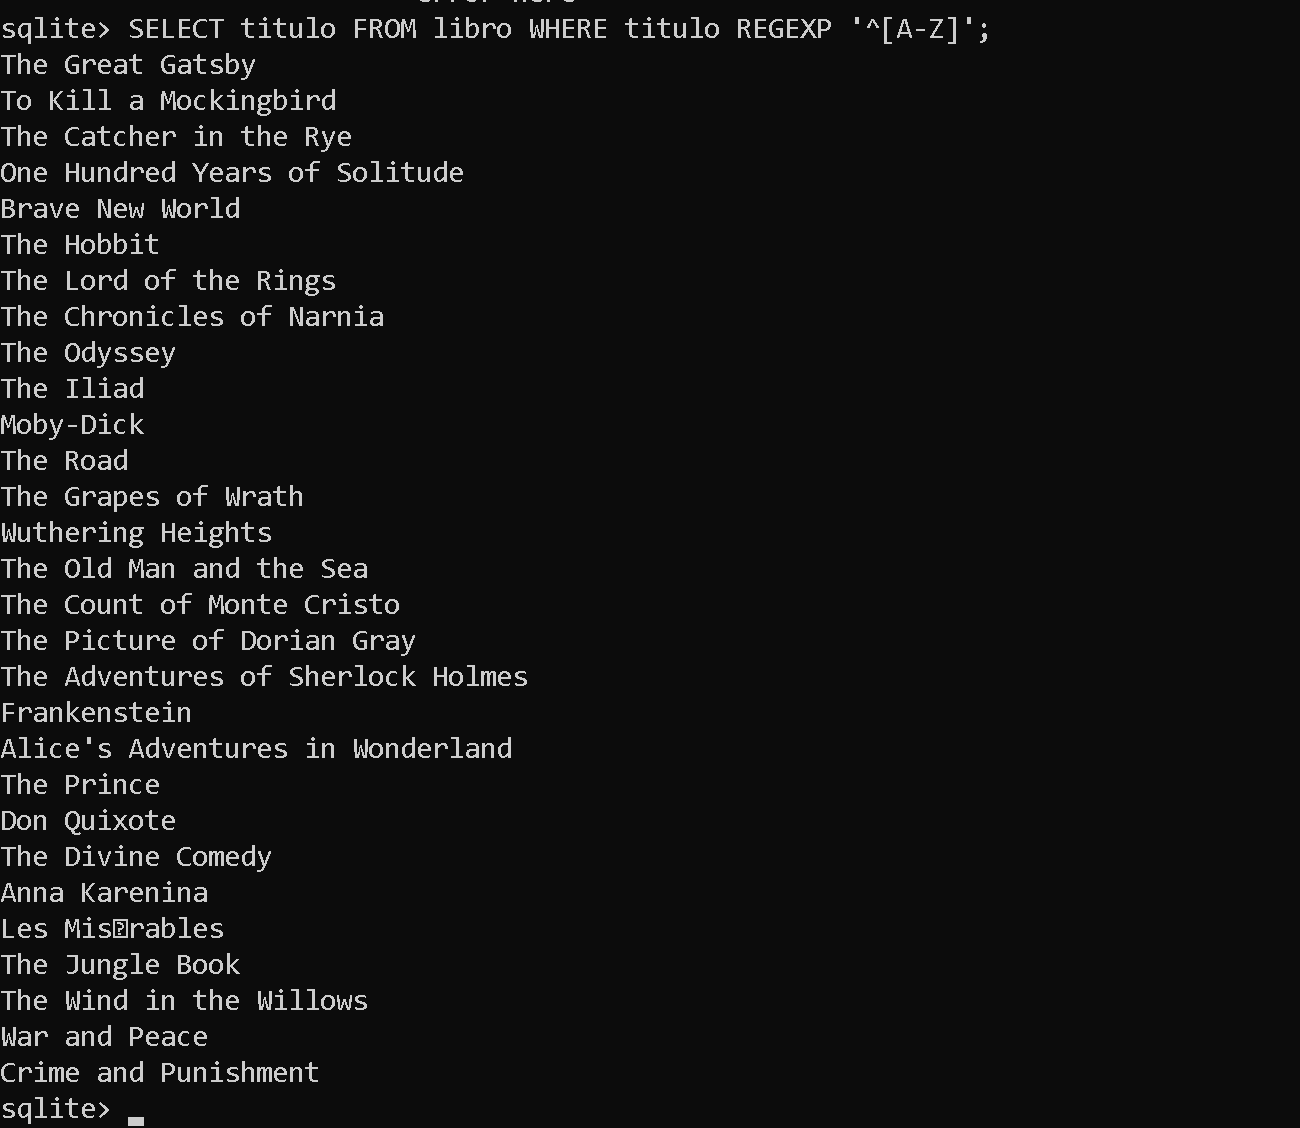 sqlite> SELECT titulo FROM libro WHERE titulo REGEXP '^[A-Z]';
The Great Gatsby
To Kill a Mockingbird
The Catcher in the Rye
One Hundred Years of Solitude
Brave New World
The Hobbit
The Lord of the Rings
The Chronicles of Narnia
The Odyssey
The Iliad
Moby-Dick
The Road
The Grapes of Wrath
Wuthering Heights
The Old Man and the Sea
The Count of Monte Cristo
The Picture of Dorian Gray
The Adventures of Sherlock Holmes
Frankenstein
Alice's Adventures in Wonderland
The Prince
Don Quixote
The Divine Comedy
Anna Karenina
Les Mis�rables
The Jungle Book
The Wind in the Willows
War and Peace
Crime and Punishment
sqlite>